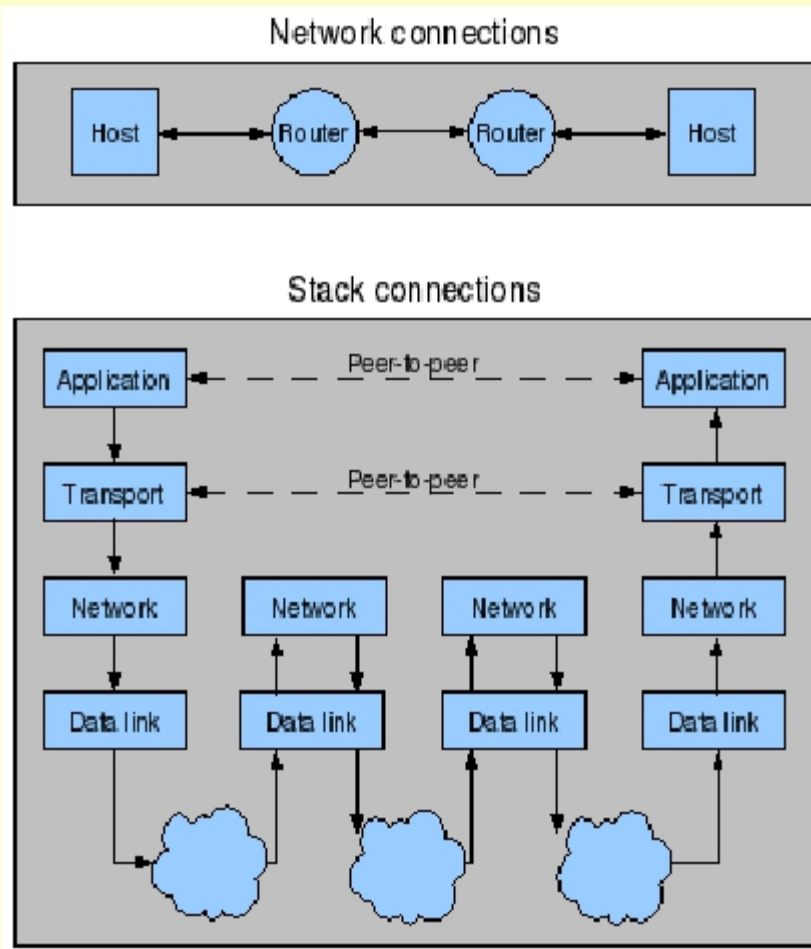 Network connections
Host Router Router Host
Stack connections
Application Peer-to-peer Application
Transport Peer-to-peer Transport
Network Network Network Network
Data link Data link Data link Data link